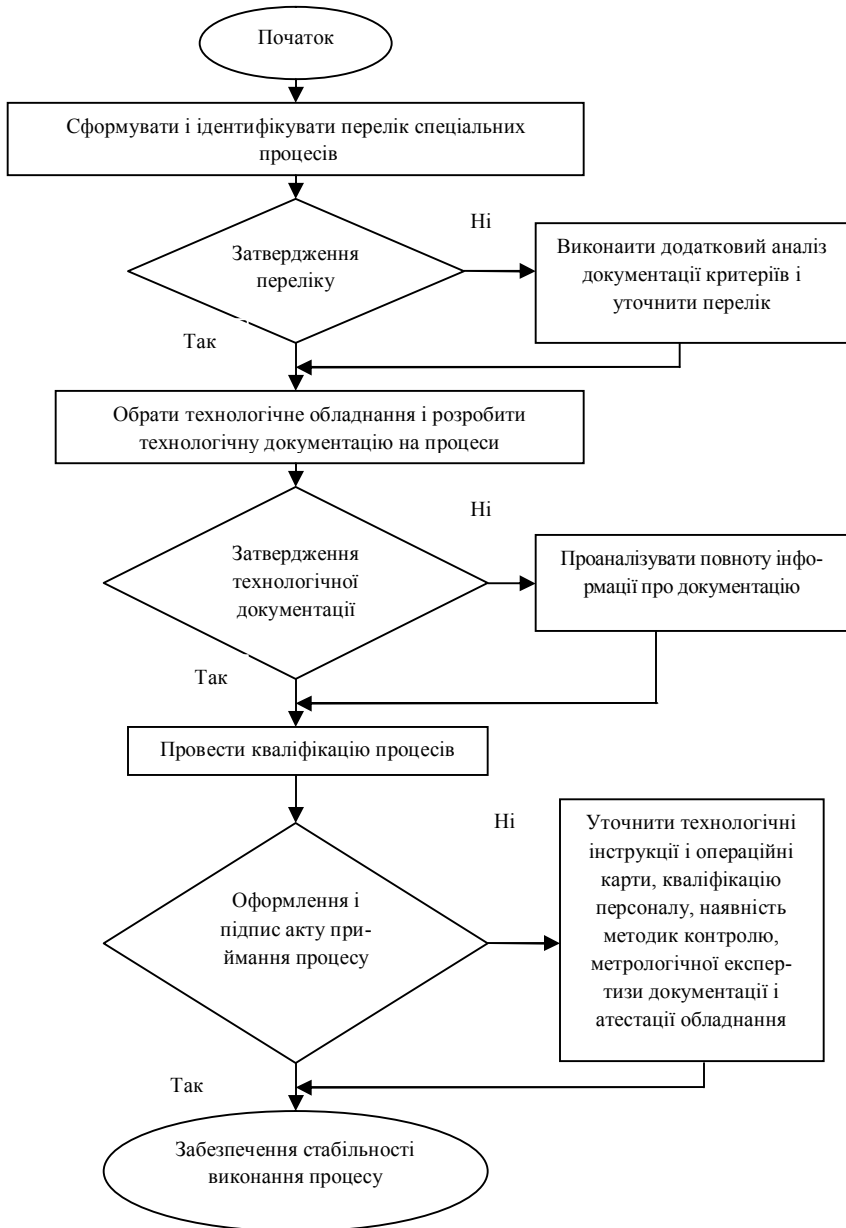 Початок
Сформувати і ідентифікувати перелік спеціальних
процесів
Ні
Затвердження
переліку
Виконаити додатковий аналіз
документації критеріїв і
уточнити перелік
Так
Обрати технологічне обладнання і розробити
технологічну документацію на процеси
Ні
Затвердження
технологічної
документації
Проаналізувати повноту інфо-
рмації про документацію
Так
Провести кваліфікацію процесів
Ні
Оформлення і
підпис акту при-
ймання процесу
Уточнити технологічні
інструкції і операційні
карти, кваліфікацію
персоналу, наявність
методик контролю,
метрологічної експер-
тизи документації і
атестації обладнання
Так
Забезпечення стабільності
виконання процесу